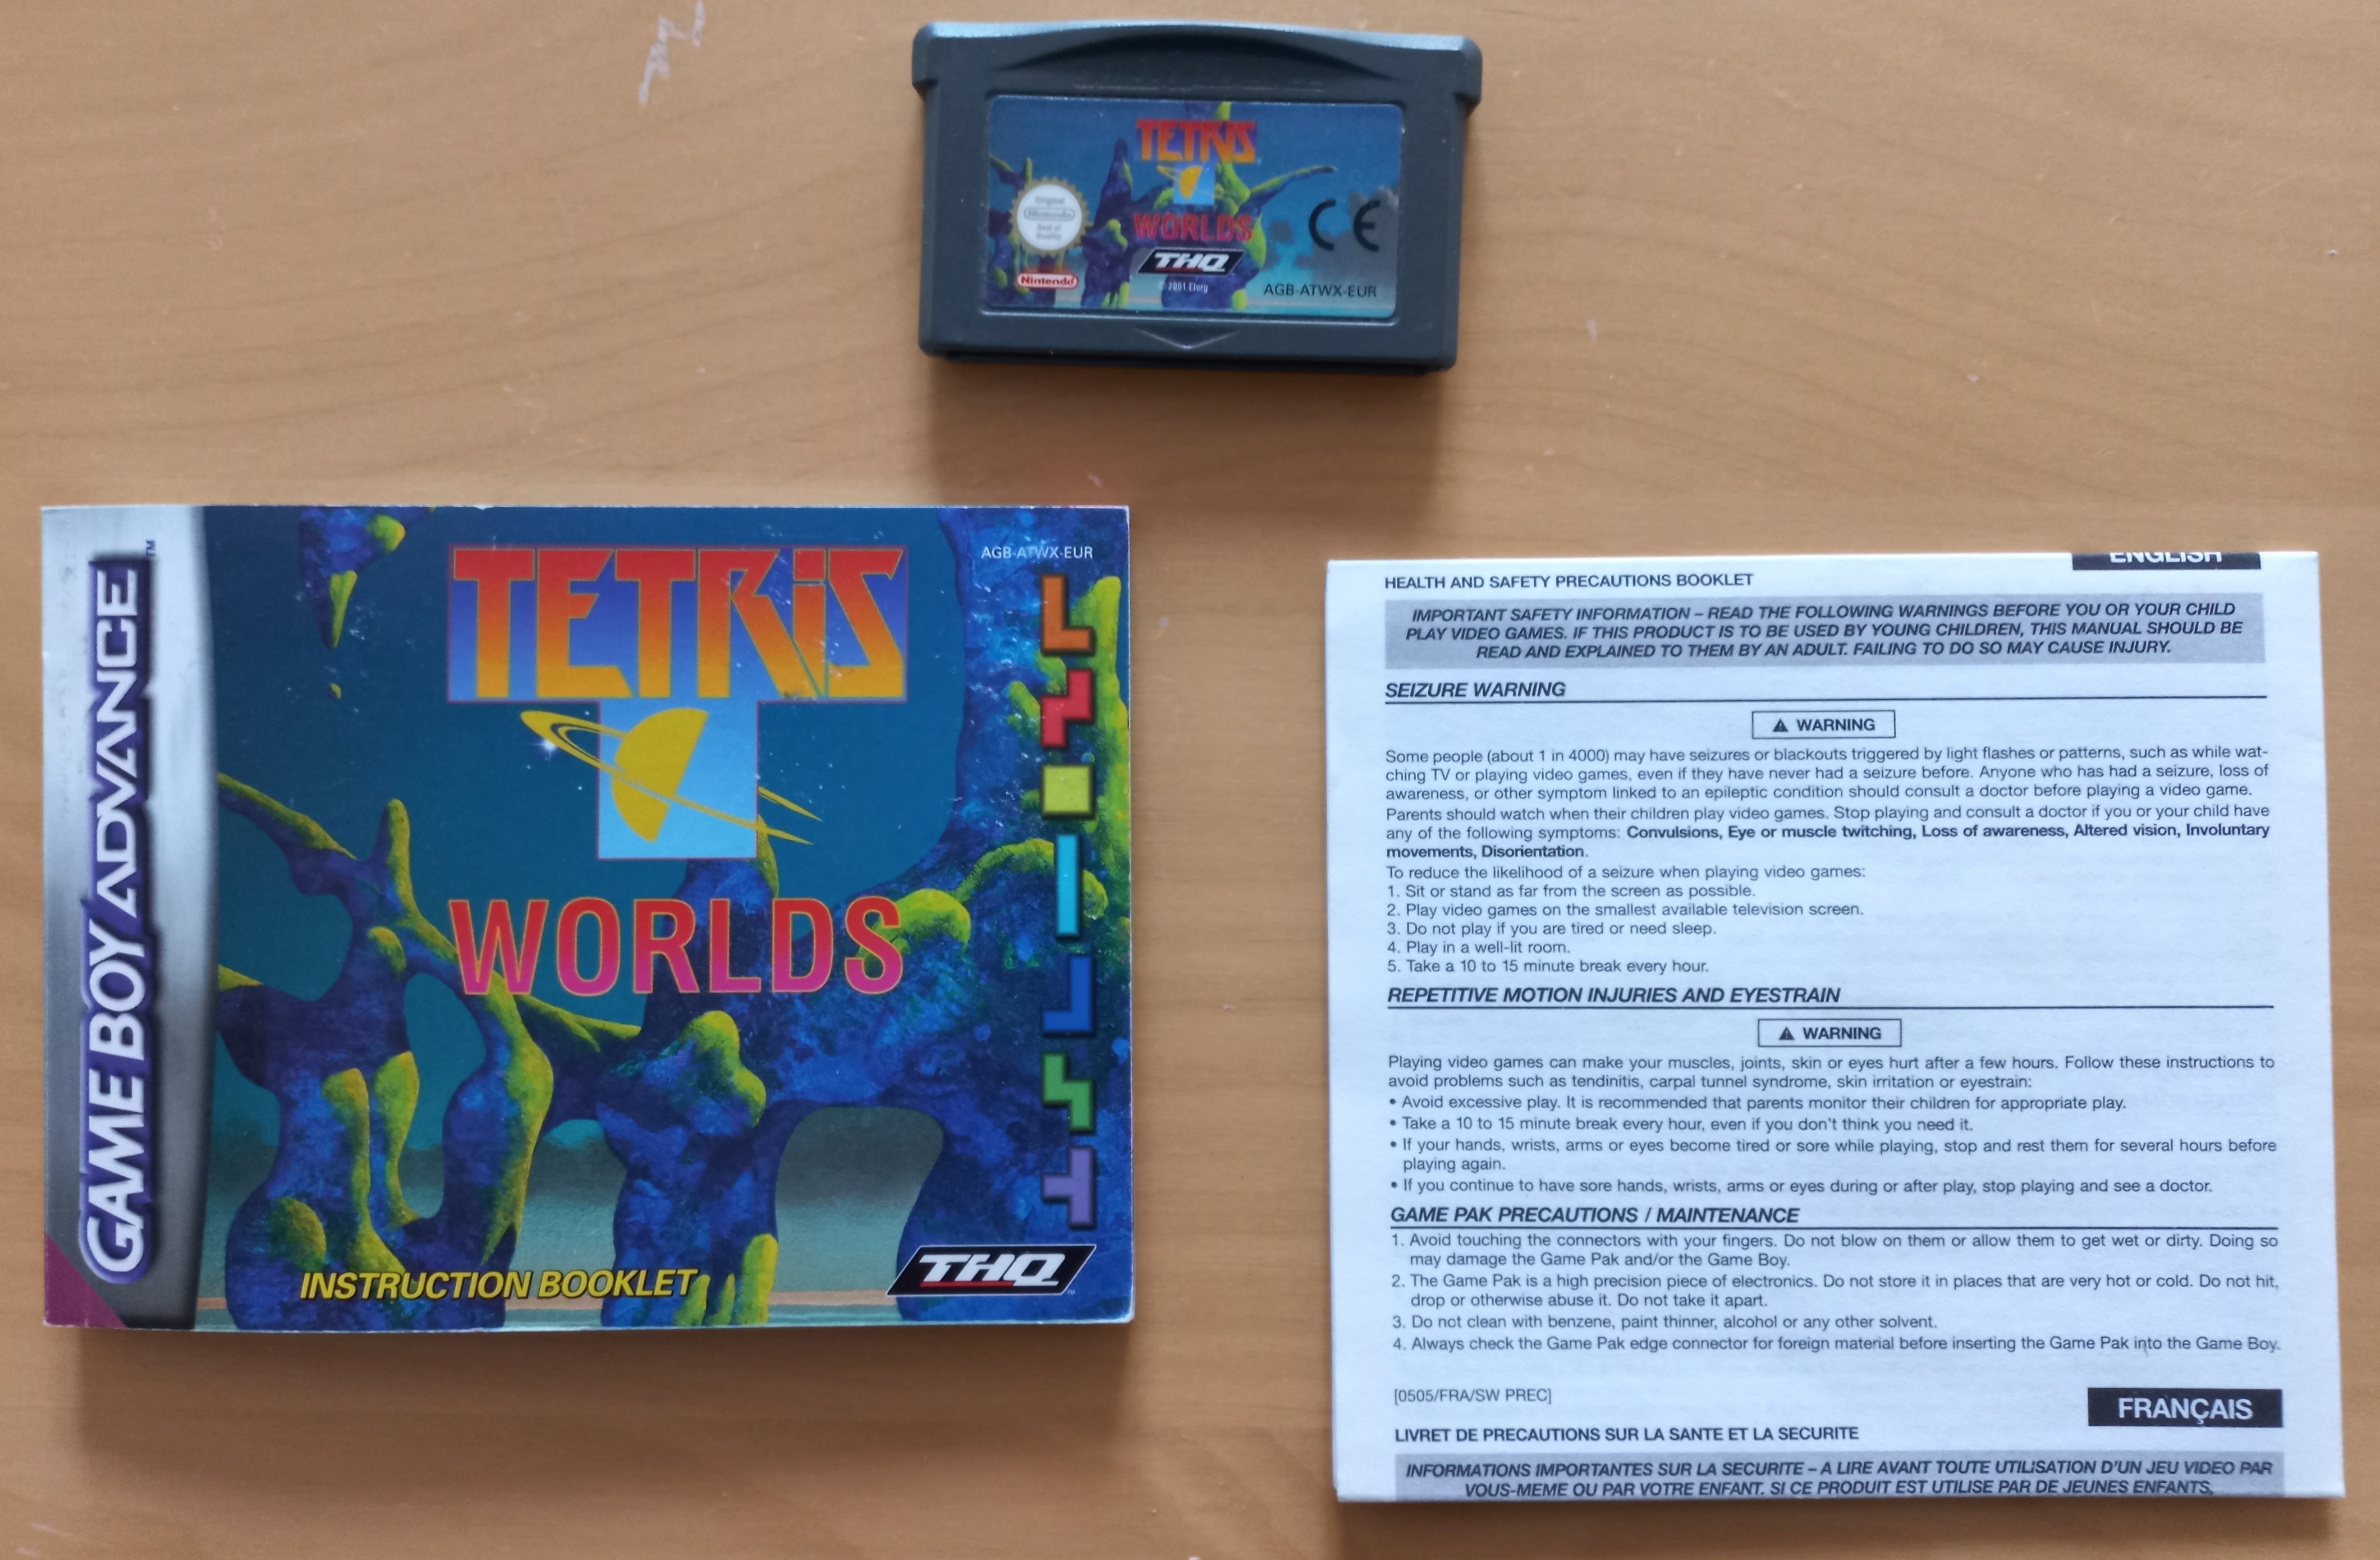 TETRIS
WORLDS
Original
Nintendo
Seal of
Quality
Nintendo
THQ
© 2001 Elorg
CE
AGB-ATWX-EUR
GAME BOY ADVANCE™
AGB-ATWX-EUR
TETRIS
WORLDS
INSTRUCTION BOOKLET
THQ
ENGLISH
HEALTH AND SAFETY PRECAUTIONS BOOKLET
IMPORTANT SAFETY INFORMATION – READ THE FOLLOWING WARNINGS BEFORE YOU OR YOUR CHILD
PLAY VIDEO GAMES. IF THIS PRODUCT IS TO BE USED BY YOUNG CHILDREN, THIS MANUAL SHOULD BE
READ AND EXPLAINED TO THEM BY AN ADULT. FAILING TO DO SO MAY CAUSE INJURY.
SEIZURE WARNING
WARNING
Some people (about 1 in 4000) may have seizures or blackouts triggered by light flashes or patterns, such as while wat-
ching TV or playing video games, even if they have never had a seizure before. Anyone who has had a seizure, loss of
awareness, or other symptom linked to an epileptic condition should consult a doctor before playing a video game.
Parents should watch when their children play video games. Stop playing and consult a doctor if you or your child have
any of the following symptoms: Convulsions, Eye or muscle twitching, Loss of awareness, Altered vision, Involuntary
movements, Disorientation.
To reduce the likelihood of a seizure when playing video games:
1. Sit or stand as far from the screen as possible.
2. Play video games on the smallest available television screen.
3. Do not play if you are tired or need sleep.
4. Play in a well-lit room.
5. Take a 10 to 15 minute break every hour.
REPETITIVE MOTION INJURIES AND EYESTRAIN
WARNING
Playing video games can make your muscles, joints, skin or eyes hurt after a few hours. Follow these instructions to
avoid problems such as tendinitis, carpal tunnel syndrome, skin irritation or eyestrain:
• Avoid excessive play. It is recommended that parents monitor their children for appropriate play.
• Take a 10 to 15 minute break every hour, even if you don't think you need it.
• If your hands, wrists, arms or eyes become tired or sore while playing, stop and rest them for several hours before
playing again.
• If you continue to have sore hands, wrists, arms or eyes during or after play, stop playing and see a doctor.
GAME PAK PRECAUTIONS / MAINTENANCE
1. Avoid touching the connectors with your fingers. Do not blow on them or allow them to get wet or dirty. Doing so
may damage the Game Pak and/or the Game Boy.
2. The Game Pak is a high precision piece of electronics. Do not store it in places that are very hot or cold. Do not hit,
drop or otherwise abuse it. Do not take it apart.
3. Do not clean with benzene, paint thinner, alcohol or any other solvent.
4. Always check the Game Pak edge connector for foreign material before inserting the Game Pak into the Game Boy.
[0505/FRA/SW PREC]
FRANÇAIS
LIVRET DE PRECAUTIONS SUR LA SANTE ET LA SECURITE
INFORMATIONS IMPORTANTES SUR LA SECURITE – A LIRE AVANT TOUTE UTILISATION D'UN JEU VIDEO PAR
VOUS-MEME OU PAR VOTRE ENFANT. SI CE PRODUIT EST UTILISE PAR DE JEUNES ENFANTS,